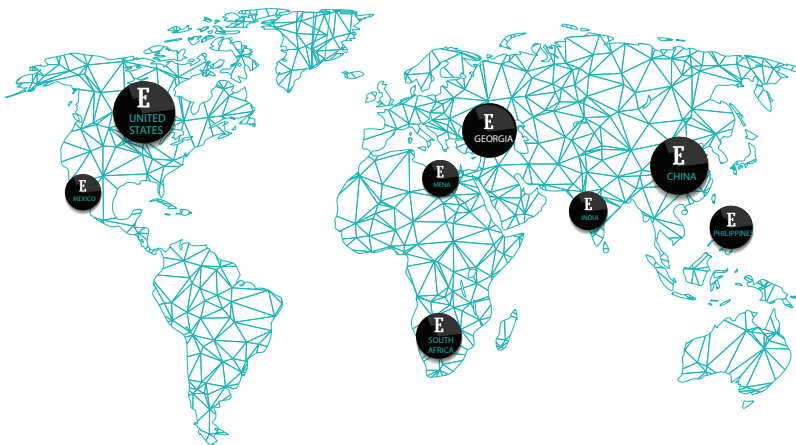 E
UNITED
STATES
E
GEORGIA
E
CHINA
E
MENA
E
MEXICO
E
INDIA
E
PHILIPPINES
E
SOUTH
AFRICA